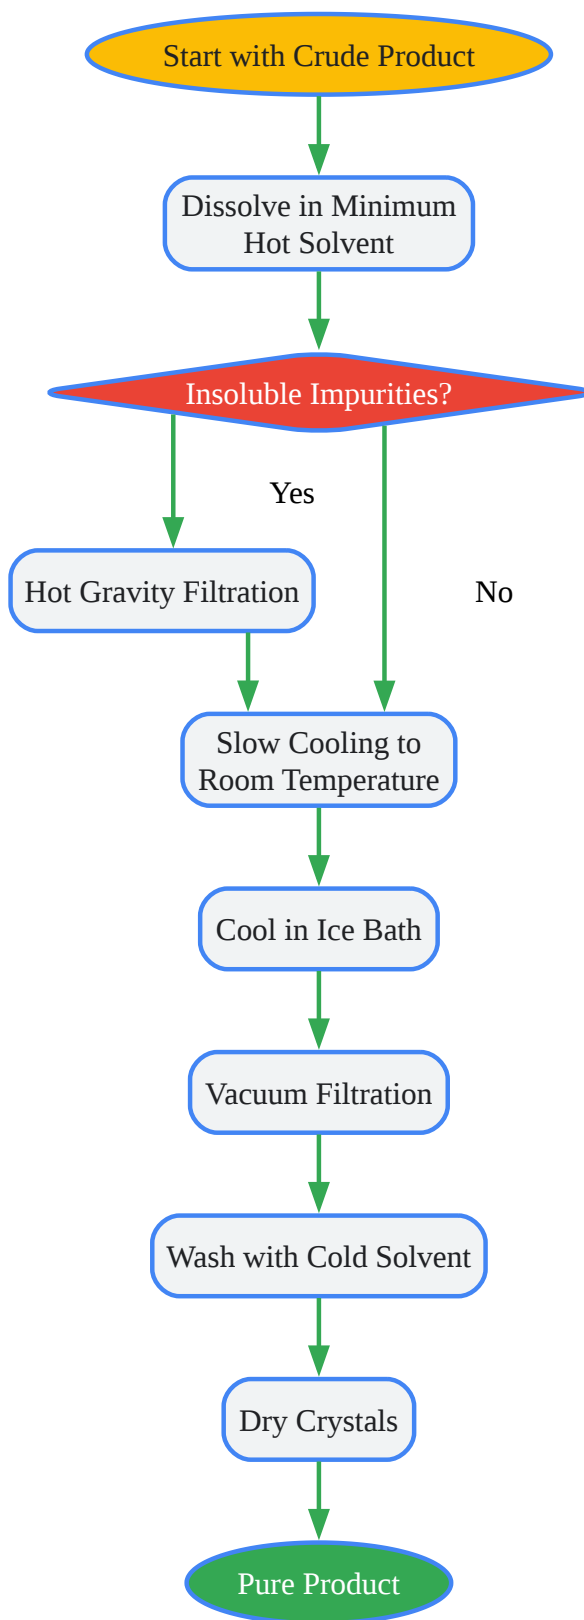 Start with Crude Product
Dissolve in Minimum
Hot Solvent
Insoluble Impurities?
Yes
Hot Gravity Filtration
No
Slow Cooling to
Room Temperature
Cool in Ice Bath
Vacuum Filtration
Wash with Cold Solvent
Dry Crystals
Pure Product